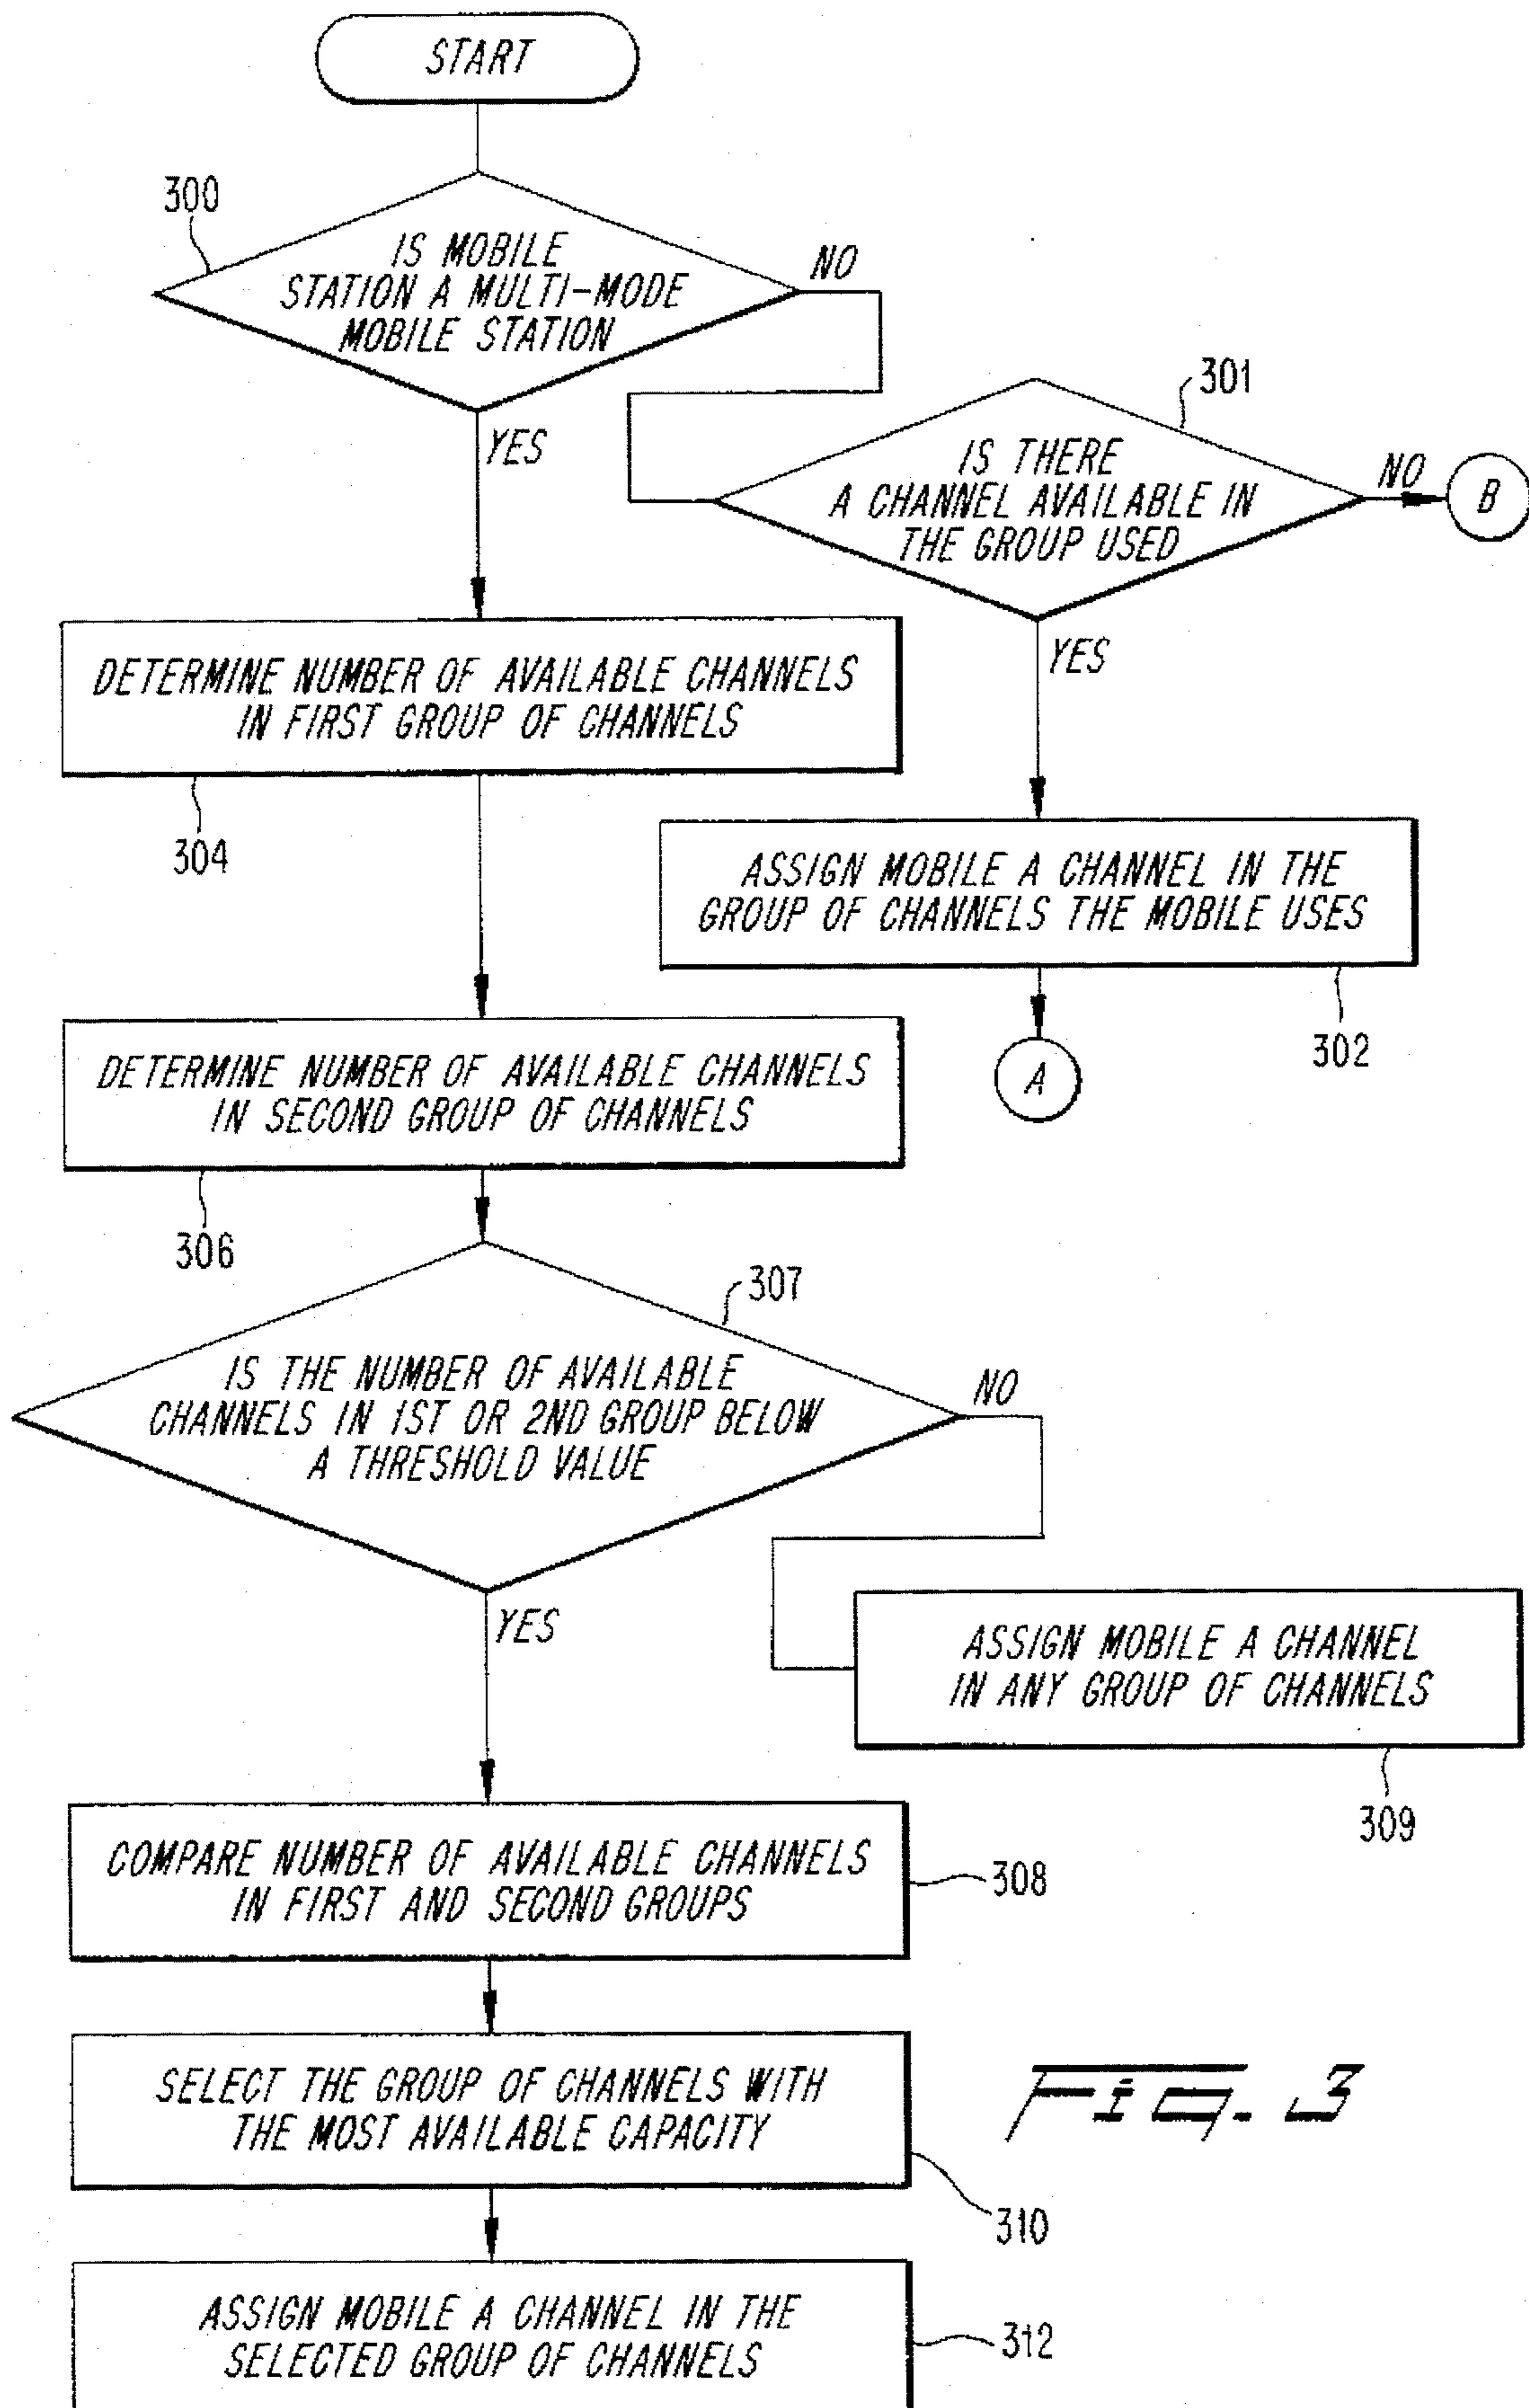 START
300
IS MOBILE
STATION A MULTI-MODE
MOBILE STATION
NO
YES
301
IS THERE
A CHANNEL AVAILABLE IN
THE GROUP USED
NO
B
YES
DETERMINE NUMBER OF AVAILABLE CHANNELS
IN FIRST GROUP OF CHANNELS
304
ASSIGN MOBILE A CHANNEL IN THE
GROUP OF CHANNELS THE MOBILE USES
302
A
DETERMINE NUMBER OF AVAILABLE CHANNELS
IN SECOND GROUP OF CHANNELS
306
307
IS THE NUMBER OF AVAILABLE
CHANNELS IN 1ST OR 2ND GROUP BELOW
A THRESHOLD VALUE
NO
YES
ASSIGN MOBILE A CHANNEL
IN ANY GROUP OF CHANNELS
309
COMPARE NUMBER OF AVAILABLE CHANNELS
IN FIRST AND SECOND GROUPS
308
SELECT THE GROUP OF CHANNELS WITH
THE MOST AVAILABLE CAPACITY
310
FIG. 3
ASSIGN MOBILE A CHANNEL IN THE
SELECTED GROUP OF CHANNELS
312